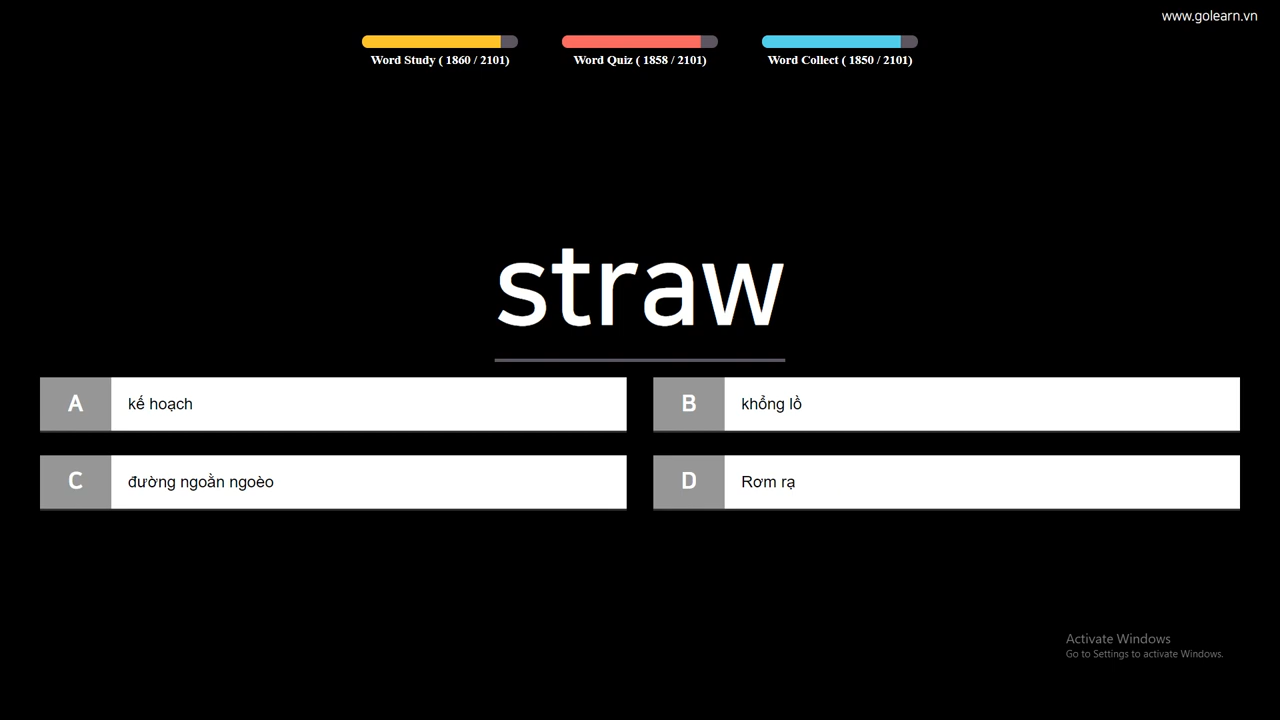 www.golearn.vn
Word Study ( 1860 / 2101)
Word Quiz ( 1858 / 2101)
Word Collect ( 1850 / 2101)
straw
A kế hoạch
B khổng lồ
C đường ngoằn ngoèo
D Rơm rạ
Activate Windows
Go to Settings to activate Windows.